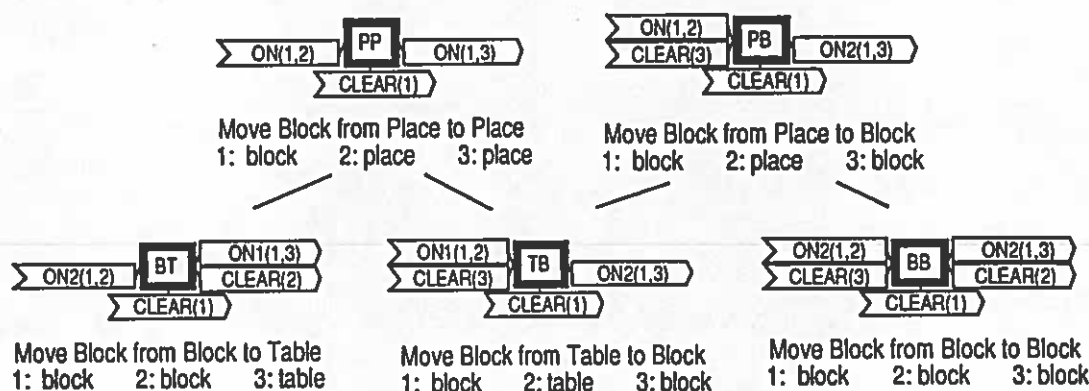 ON(1,2) PP ON(1,3)
CLEAR(1)
Move Block from Place to Place
1: block 2: place 3: place
ON(1,2)
CLEAR(3) PB ON2(1,3)
CLEAR(1)
Move Block from Place to Block
1: block 2: place 3: block
ON2(1,2) BT ON1(1,3)
CLEAR(2)
CLEAR(1)
Move Block from Block to Table
1: block 2: block 3: table
ON1(1,2) TB ON2(1,3)
CLEAR(3)
CLEAR(1)
Move Block from Table to Block
1: block 2: table 3: block
ON2(1,2) BB ON2(1,3)
CLEAR(3) CLEAR(2)
CLEAR(1)
Move Block from Block to Block
1: block 2: block 3: block